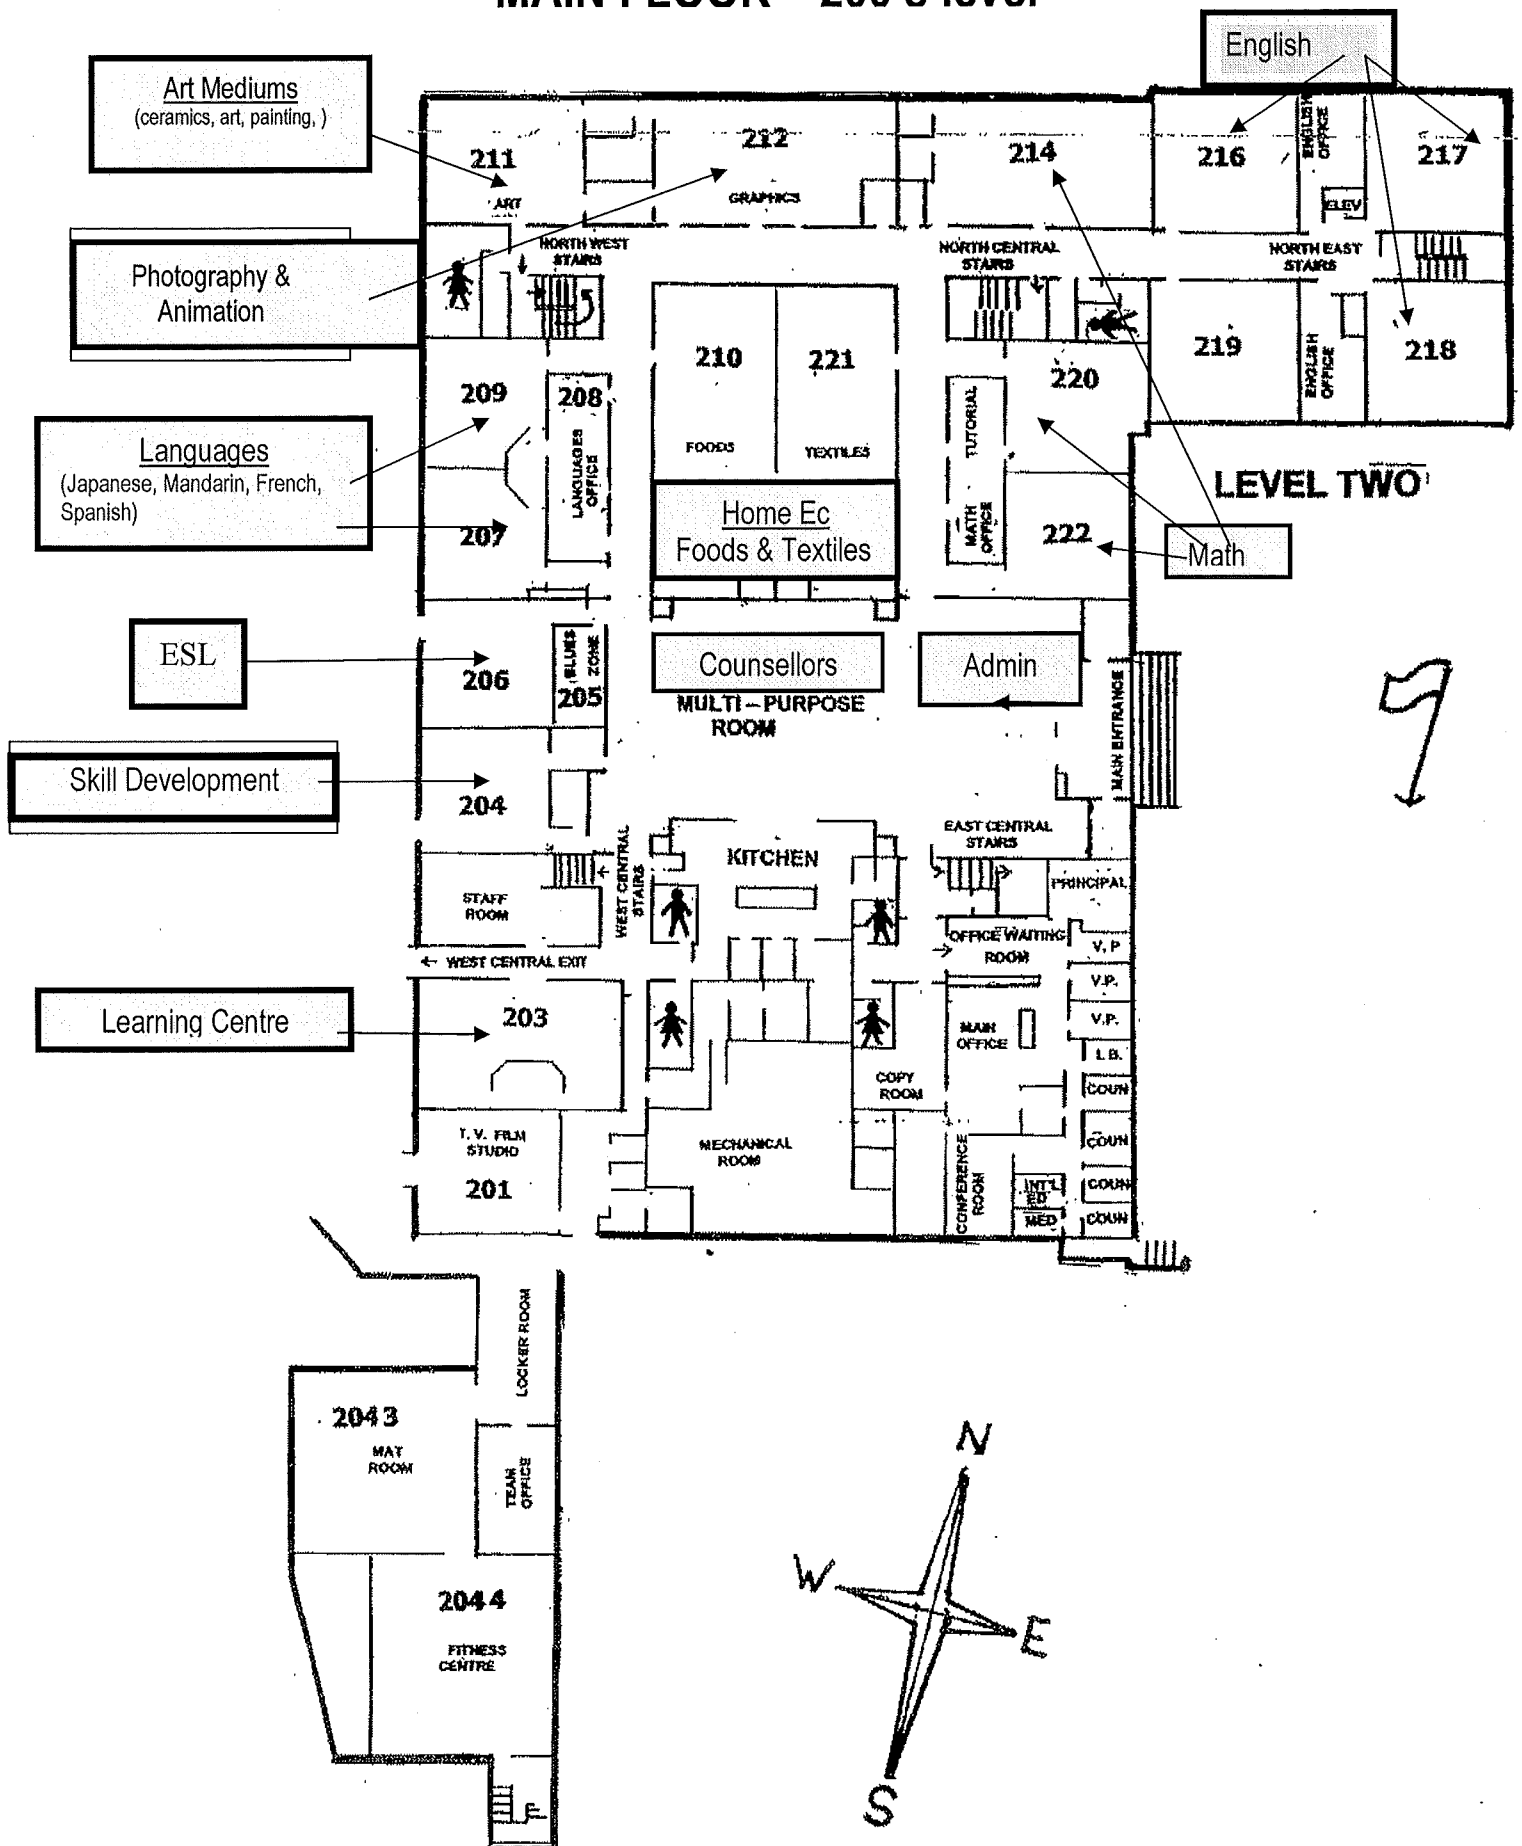 MAIN FLOOR – 200's level
English
Art Mediums
(ceramics, art, painting, )
211
ART
212
GRAPHICS
214
216
ENGLISH
OFFICE
217
ELEV
Photography &
Animation
NORTH WEST
STAIRS
NORTH CENTRAL
STAIRS
NORTH EAST
STAIRS
209
208
LANGUAGES
OFFICE
210
FOODS
221
TEXTILES
TUTORIAL
220
219
ENGLISH
OFFICE
218
Languages
(Japanese, Mandarin, French,
Spanish)
207
Home Ec
Foods & Textiles
MATH
OFFICE
222
LEVEL TWO
Math
ESL
206
BLUES
ZONE
205
Counsellors
Admin
MULTI – PURPOSE
ROOM
MAIN ENTRANCE
Skill Development
204
WEST CENTRAL
STAIRS
KITCHEN
EAST CENTRAL
STAIRS
STAFF
ROOM
PRINCIPAL
OFFICE WAITING
ROOM
V. P
← WEST CENTRAL EXIT
V.P.
Learning Centre
203
MAIN
OFFICE
V.P.
L.B.
COPY
ROOM
COUN
T. V. FILM
STUDIO
201
MECHANICAL
ROOM
CONFERENCE
ROOM
COUN
INT'L
ED
COUN
MED
COUN
LOCKER ROOM
2043
MAT
ROOM
TEAM
OFFICE
2044
FITNESS
CENTRE
N
W
E
S